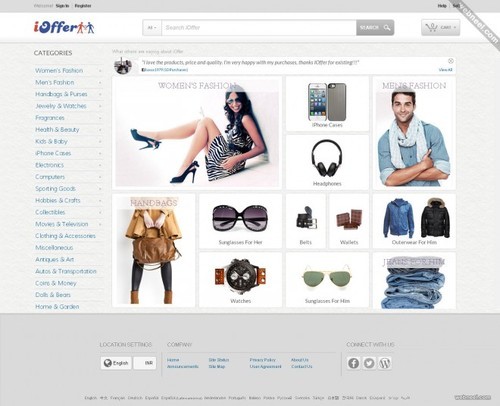 Welcome! Sign In | Register
Help | Sell
iOffer
All
Search iOffer
SEARCH
CART
What others are saying about iOffer
CATEGORIES
"I love the products, price and quality. I'm very happy with my purchases, thanks iOffer for existing!!!"
View All
Women's Fashion
Men's Fashion
Handbags & Purses
Jewelry & Watches
Fragrances
Health & Beauty
Kids & Baby
iPhone Cases
Electronics
Computers
Sporting Goods
Hobbies & Crafts
Collectibles
Movies & Television
Clothing & Accessories
Miscellaneous
Antiques & Art
Autos & Transportation
Coins & Money
Dolls & Bears
Home & Garden
WOMEN'S FASHION
iPhone Cases
Headphones
MEN'S FASHION
HANDBAGS
Sunglasses For Her
Belts
Wallets
Outerwear For Him
Watches
Sunglasses For Him
JEANS FOR HIM
LOCATION SETTINGS
English
INR
COMPANY
Home
Site Status
Privacy Policy
About Us
Announcements
Site Map
User Agreement
Contact Us
CONNECT WITH US